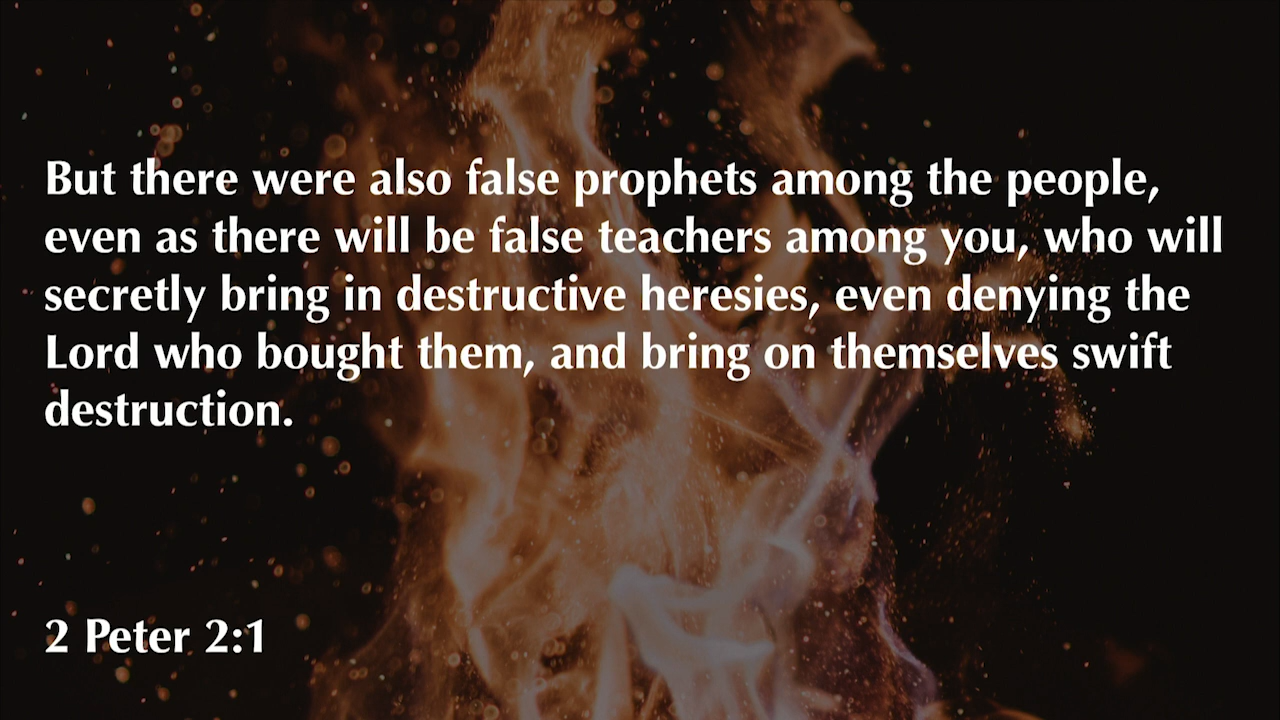 But there were also false prophets among the people,
even as there will be false teachers among you, who will
secretly bring in destructive heresies, even denying the
Lord who bought them, and bring on themselves swift
destruction.
2 Peter 2:1